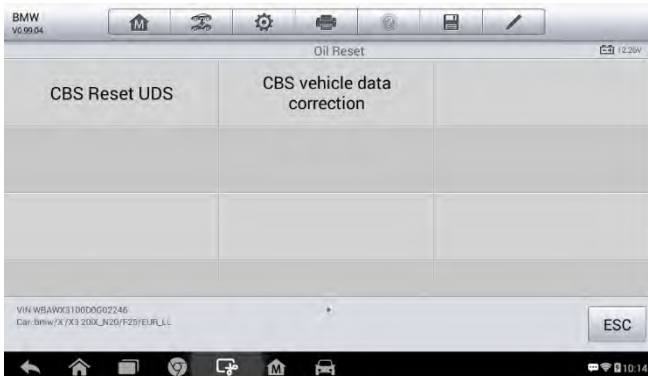 BMW
V0.99.04
Oil Reset
12.26V
CBS Reset UDS
CBS vehicle data
correction
VIN WBAWX3100D0G02246
Car: bmw/X /X3 20iX_N20/F25/EUR_LL
ESC
10:14